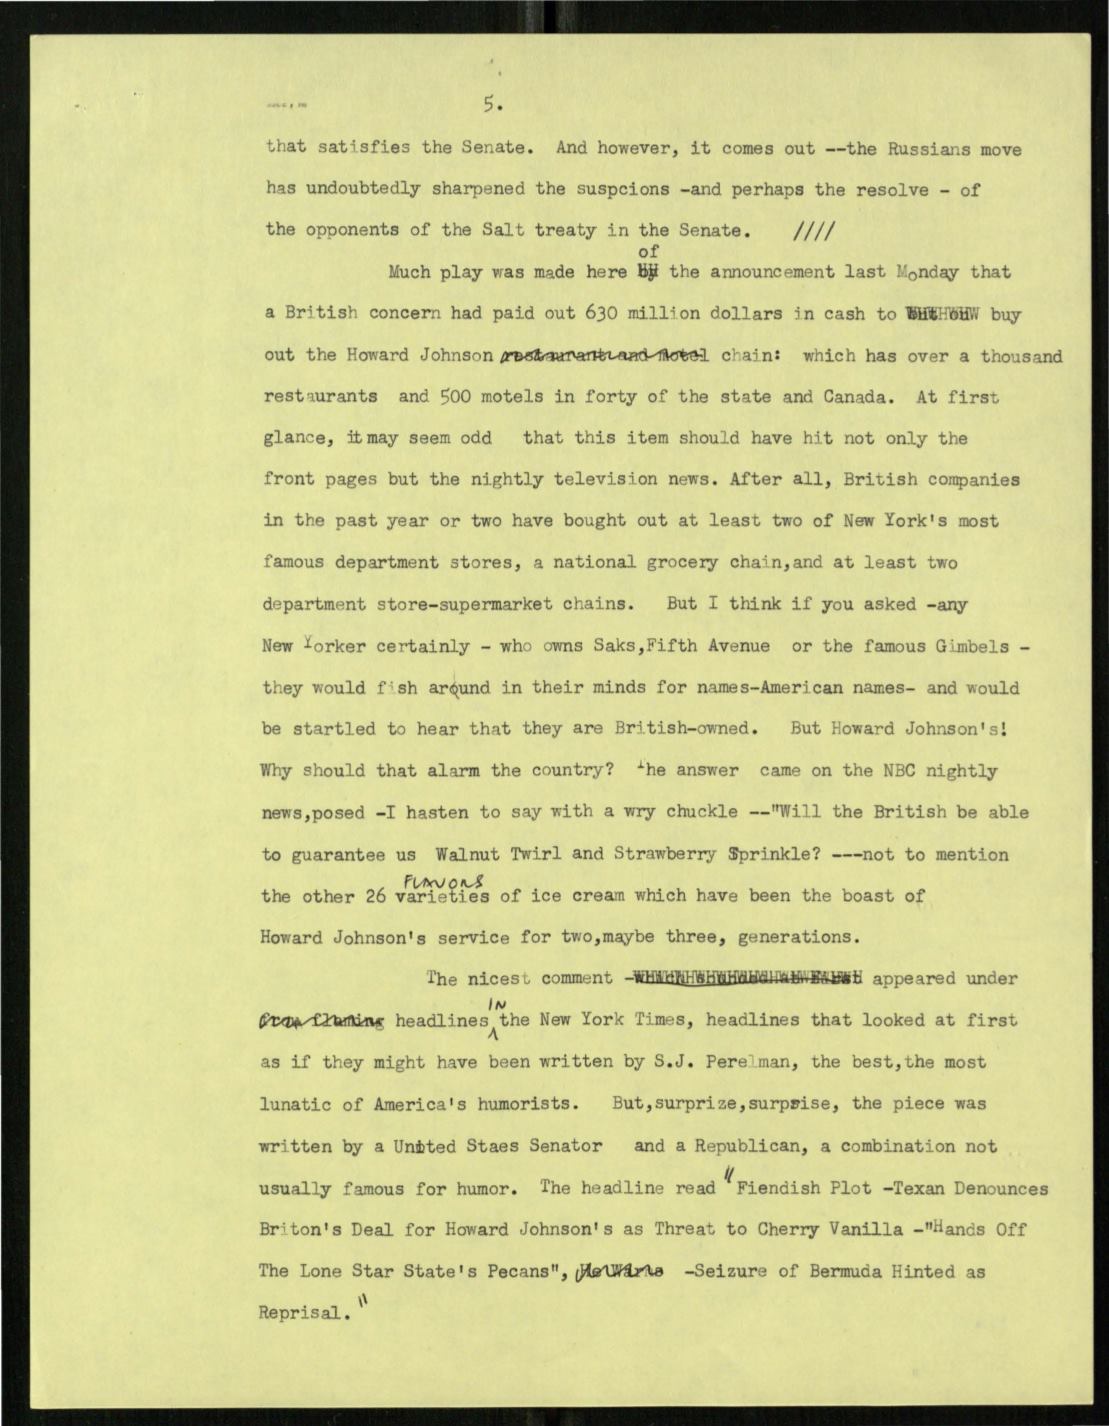 5.
that satisfies the Senate. And however, it comes out --the Russians move
has undoubtedly sharpened the suspcions -and perhaps the resolve - of
the opponents of the Salt treaty in the Senate. ////
of
Much play was made here by the announcement last Monday that
a British concern had paid out 630 million dollars in cash to buy
out the Howard Johnson restaurant and motel chain: which has over a thousand
restaurants and 500 motels in forty of the state and Canada. At first
glance, it may seem odd that this item should have hit not only the
front pages but the nightly television news. After all, British companies
in the past year or two have bought out at least two of New York's most
famous department stores, a national grocery chain,and at least two
department store-supermarket chains. But I think if you asked -any
New Yorker certainly - who owns Saks,Fifth Avenue or the famous Gimbels -
they would fish around in their minds for names-American names- and would
be startled to hear that they are British-owned. But Howard Johnson's!
Why should that alarm the country? The answer came on the NBC nightly
news,posed -I hasten to say with a wry chuckle --"Will the British be able
to guarantee us Walnut Twirl and Strawberry Sprinkle? ---not to mention
FLAVORS
the other 26 varieties of ice cream which have been the boast of
Howard Johnson's service for two,maybe three, generations.
The nicest comment - appeared under
IN
from flaming headlines ^ the New York Times, headlines that looked at first
as if they might have been written by S.J. Perelman, the best,the most
lunatic of America's humorists. But,surprize,surprise, the piece was
written by a United Staes Senator and a Republican, a combination not
usually famous for humor. The headline read "Fiendish Plot -Texan Denounces
Briton's Deal for Howard Johnson's as Threat to Cherry Vanilla -"Hands Off
The Lone Star State's Pecans", He Warns -Seizure of Bermuda Hinted as
Reprisal."